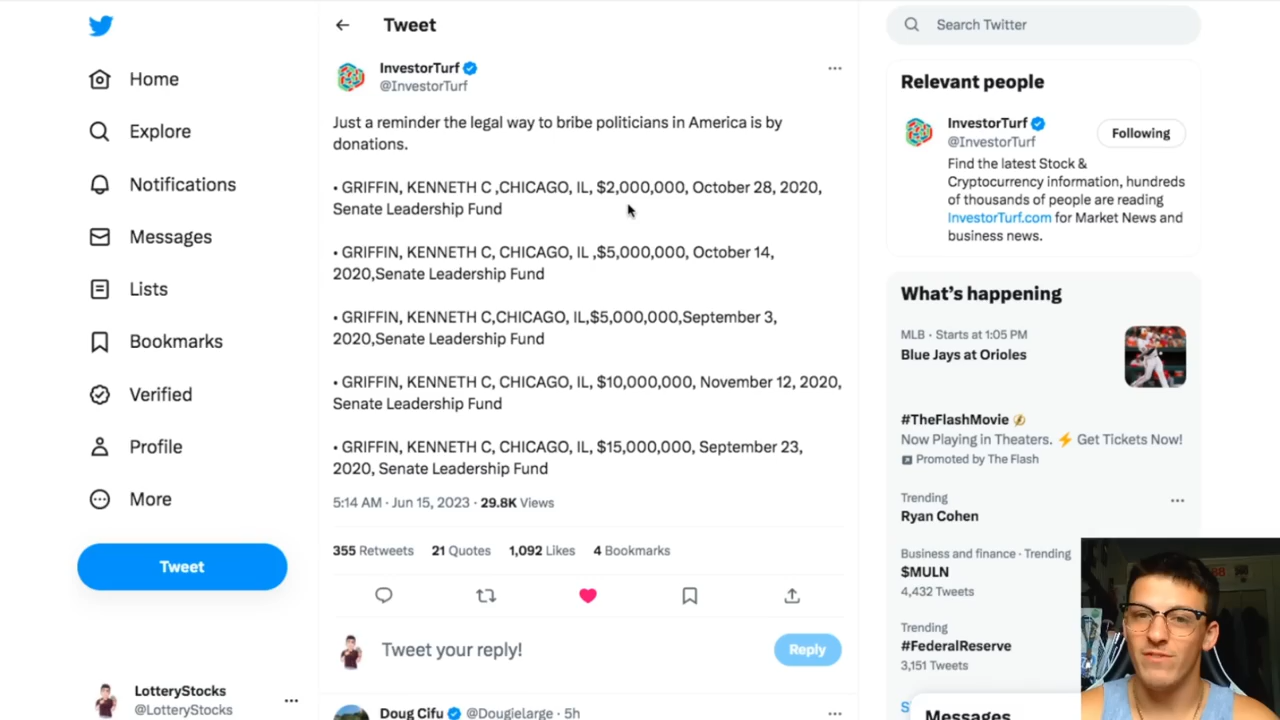 Home
Explore
Notifications
Messages
Lists
Bookmarks
Verified
Profile
More
Tweet
LotteryStocks
@LotteryStocks
Tweet
InvestorTurf
@InvestorTurf
Just a reminder the legal way to bribe politicians in America is by
donations.
• GRIFFIN, KENNETH C ,CHICAGO, IL, $2,000,000, October 28, 2020,
Senate Leadership Fund
• GRIFFIN, KENNETH C, CHICAGO, IL ,$5,000,000, October 14,
2020,Senate Leadership Fund
• GRIFFIN, KENNETH C,CHICAGO, IL,$5,000,000,September 3,
2020,Senate Leadership Fund
• GRIFFIN, KENNETH C, CHICAGO, IL, $10,000,000, November 12, 2020,
Senate Leadership Fund
• GRIFFIN, KENNETH C, CHICAGO, IL, $15,000,000, September 23,
2020, Senate Leadership Fund
5:14 AM · Jun 15, 2023 · 29.8K Views
355 Retweets 21 Quotes 1,092 Likes 4 Bookmarks
Tweet your reply!
Reply
Doug Cifu @Dougielarge · 5h
Search Twitter
Relevant people
InvestorTurf
@InvestorTurf
Following
Find the latest Stock &
Cryptocurrency information, hundreds
of thousands of people are reading
InvestorTurf.com for Market News and
business news.
What's happening
MLB · Starts at 1:05 PM
Blue Jays at Orioles
#TheFlashMovie
Now Playing in Theaters. ⚡ Get Tickets Now!
Promoted by The Flash
Trending
Ryan Cohen
Business and finance · Trending
$MULN
4,432 Tweets
Trending
#FederalReserve
3,151 Tweets
Messages